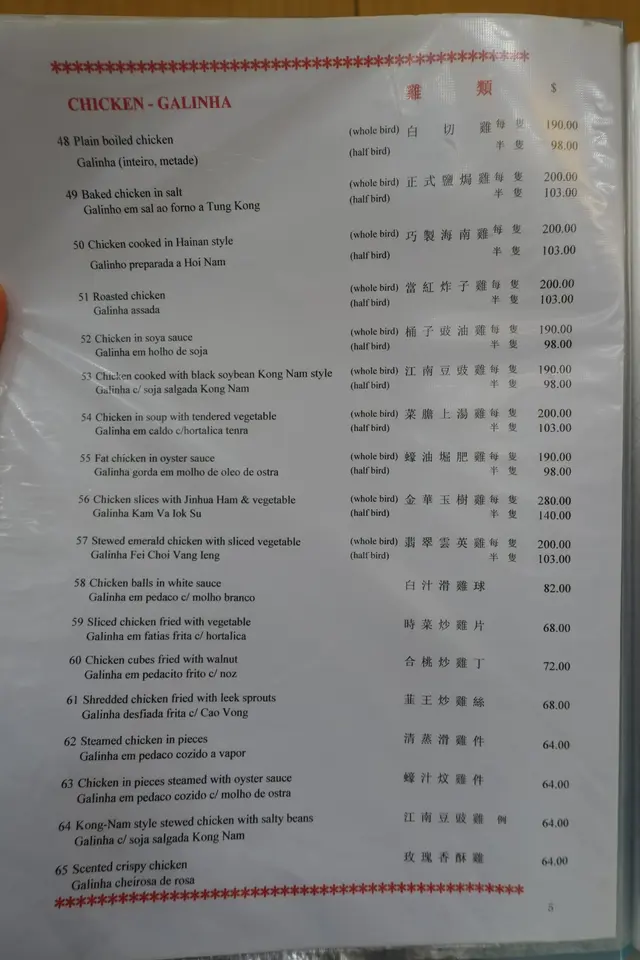 CHICKEN - GALINHA 雞 類 $
48 Plain boiled chicken (whole bird) 白 切 雞 每 隻 190.00
Galinha (inteiro, metade) (half bird) 半 隻 98.00
49 Baked chicken in salt (whole bird) 正 式 鹽 焗 雞 每 隻 200.00
Galinho em sal ao forno a Tung Kong (half bird) 半 隻 103.00
50 Chicken cooked in Hainan style (whole bird) 巧 製 海 南 雞 每 隻 200.00
Galinho preparada a Hoi Nam (half bird) 半 隻 103.00
51 Roasted chicken (whole bird) 當 紅 炸 子 雞 每 隻 200.00
Galinha assada (half bird) 半 隻 103.00
52 Chicken in soya sauce (whole bird) 桶 子 豉 油 雞 每 隻 190.00
Galinha em holho de soja (half bird) 半 隻 98.00
53 Chicken cooked with black soybean Kong Nam style (whole bird) 江 南 豆 豉 雞 每 隻 190.00
Galinha c/ soja salgada Kong Nam (half bird) 半 隻 98.00
54 Chicken in soup with tendered vegetable (whole bird) 菜 膽 上 湯 雞 每 隻 200.00
Galinha em caldo c/hortalica tenra (half bird) 半 隻 103.00
55 Fat chicken in oyster sauce (whole bird) 蠔 油 堀 肥 雞 每 隻 190.00
Galinha gorda em molho de oleo de ostra (half bird) 半 隻 98.00
56 Chicken slices with Jinhua Ham & vegetable (whole bird) 金 華 玉 樹 雞 每 隻 280.00
Galinha Kam Va Iok Su (half bird) 半 隻 140.00
57 Stewed emerald chicken with sliced vegetable (whole bird) 翡 翠 雲 英 雞 每 隻 200.00
Galinha Fei Choi Vang Ieng (half bird) 半 隻 103.00
58 Chicken balls in white sauce 白 汁 滑 雞 球 82.00
Galinha em pedaco c/ molho branco
59 Sliced chicken fried with vegetable 時 菜 炒 雞 片 68.00
Galinha em fatias frita c/ hortalica
60 Chicken cubes fried with walnut 合 桃 炒 雞 丁 72.00
Galinha em pedacito frito c/ noz
61 Shredded chicken fried with leek sprouts 韮 王 炒 雞 絲 68.00
Galinha desfiada frita c/ Cao Vong
62 Steamed chicken in pieces 清 蒸 滑 雞 件 64.00
Galinha em pedaco cozido a vapor
63 Chicken in pieces steamed with oyster sauce 蠔 汁 炆 雞 件 64.00
Galinha em pedaco cozido c/ molho de ostra
64 Kong-Nam style stewed chicken with salty beans 江 南 豆 豉 雞 例 64.00
Galinha c/ soja salgada Kong Nam
65 Scented crispy chicken 玫 瑰 香 酥 雞 64.00
Galinha cheirosa de rosa